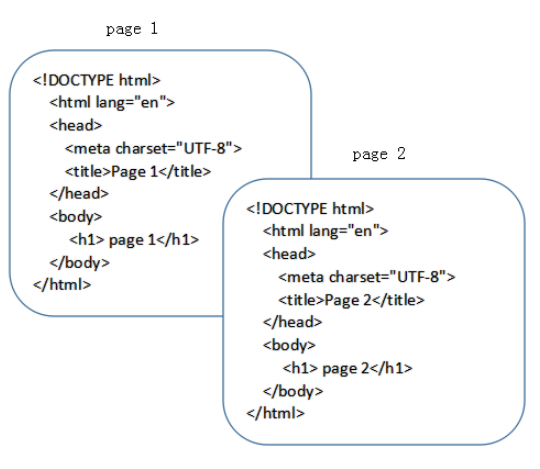 page 1
<!DOCTYPE html>
<html lang="en">
<head>
<meta charset="UTF-8">
<title>Page 1</title>
</head>
<body>
<h1> page 1</h1>
</body>
</html>
page 2
<!DOCTYPE html>
<html lang="en">
<head>
<meta charset="UTF-8">
<title>Page 2</title>
</head>
<body>
<h1> page 2</h1>
</body>
</html>